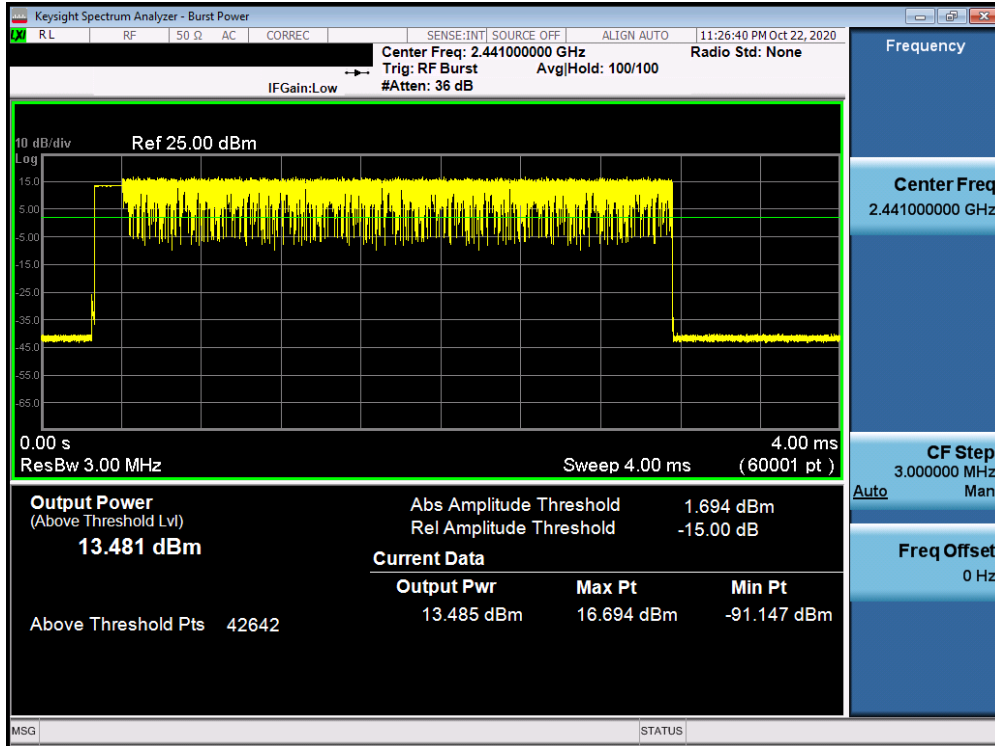 Keysight Spectrum Analyzer - Burst Power
LXI RL RF 50 Ω AC CORREC SENSE:INT SOURCE OFF ALIGN AUTO 11:26:40 PM Oct 22, 2020
Center Freq: 2.441000000 GHz Radio Std: None
Trig: RF Burst Avg|Hold: 100/100
IFGain:Low #Atten: 36 dB
Frequency
10 dB/div Ref 25.00 dBm
Log
15.0
5.00
-5.00
-15.0
-25.0
-35.0
-45.0
-55.0
-65.0
0.00 s 4.00 ms
ResBw 3.00 MHz Sweep 4.00 ms (60001 pt)
Center Freq
2.441000000 GHz
CF Step
3.000000 MHz
Auto Man
Freq Offset
0 Hz
Output Power
(Above Threshold Lvl)
13.481 dBm
Above Threshold Pts 42642
Abs Amplitude Threshold 1.694 dBm
Rel Amplitude Threshold -15.00 dB
Current Data
Output Pwr Max Pt Min Pt
13.485 dBm 16.694 dBm -91.147 dBm
MSG STATUS